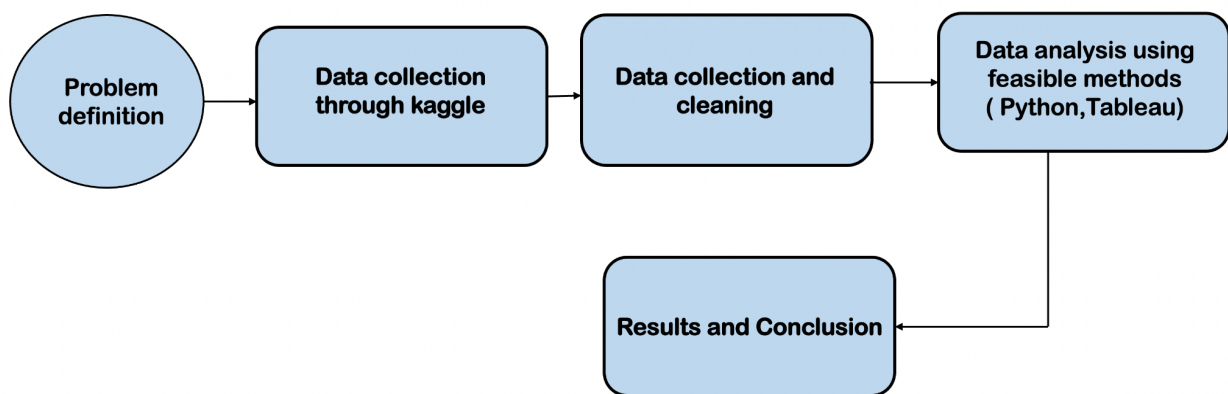 Problem
definition
Data collection
through kaggle
Data collection and
cleaning
Data analysis using
feasible methods
( Python,Tableau)
Results and Conclusion